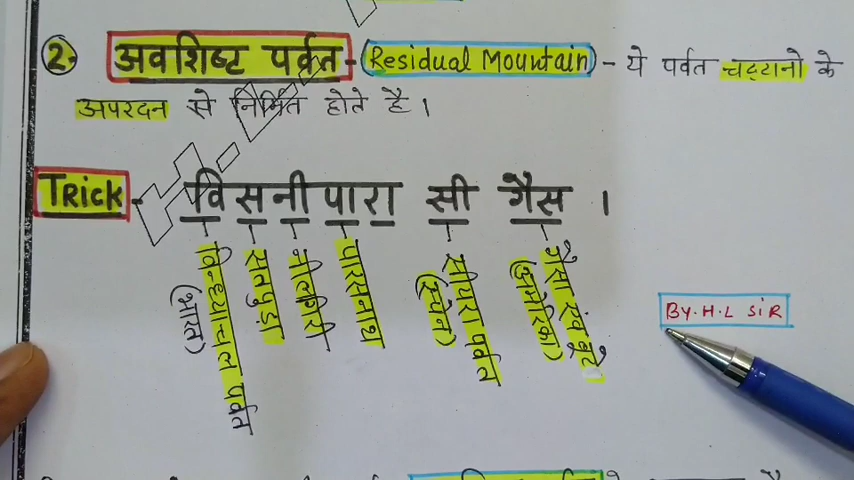 2. अवशिष्ट पर्वत - (Residual Mountain) - ये पर्वत चट्टानो के
अपरदन से निर्मित होते है।
Trick - विसनीपारा सी गैस।
विन्ध्याचल पर्वत
(भारत)
सतपुड़ा
नीलगिरी
पारसनाथ
सीयरा पर्वत
(स्पेन)
गैसा एंव बूटे
(अमेरिका)
By. H.L SIR